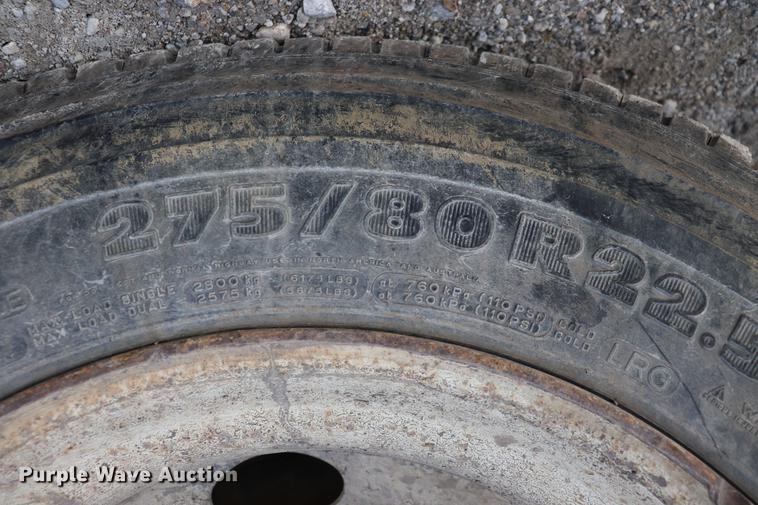 275/80R22.5
MAX LOAD SINGLE 2800 kg (6175 LBS) at 760 kPa (110 PSI) COLD
MAX LOAD DUAL 2575 kg (5675 LBS) at 760 kPa (110 PSI) COLD
LRG
Purple Wave Auction